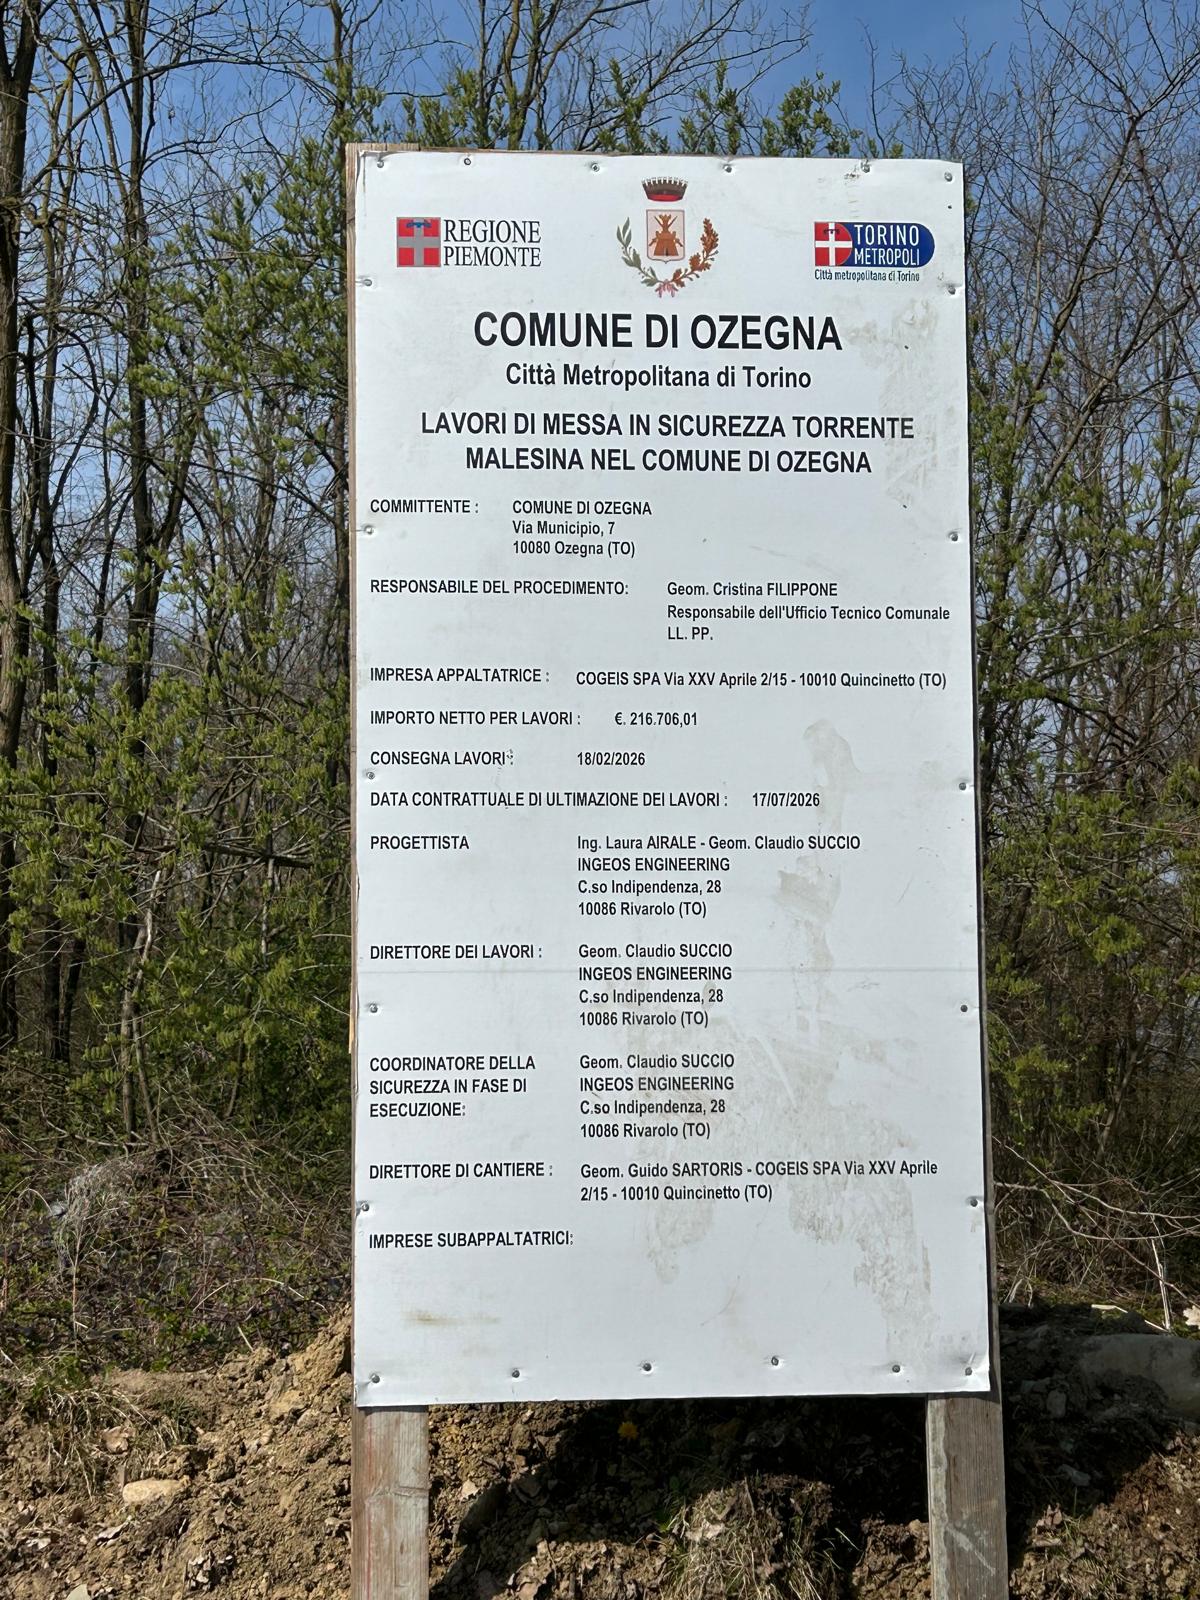 REGIONE
PIEMONTE
TORINO
METROPOLI
Città metropolitana di Torino
COMUNE DI OZEGNA
Città Metropolitana di Torino
LAVORI DI MESSA IN SICUREZZA TORRENTE
MALESINA NEL COMUNE DI OZEGNA
COMMITTENTE : COMUNE DI OZEGNA
Via Municipio, 7
10080 Ozegna (TO)
RESPONSABILE DEL PROCEDIMENTO: Geom. Cristina FILIPPONE
Responsabile dell'Ufficio Tecnico Comunale
LL. PP.
IMPRESA APPALTATRICE : COGEIS SPA Via XXV Aprile 2/15 - 10010 Quincinetto (TO)
IMPORTO NETTO PER LAVORI : €. 216.706,01
CONSEGNA LAVORI : 18/02/2026
DATA CONTRATTUALE DI ULTIMAZIONE DEI LAVORI : 17/07/2026
PROGETTISTA Ing. Laura AIRALE - Geom. Claudio SUCCIO
INGEOS ENGINEERING
C.so Indipendenza, 28
10086 Rivarolo (TO)
DIRETTORE DEI LAVORI : Geom. Claudio SUCCIO
INGEOS ENGINEERING
C.so Indipendenza, 28
10086 Rivarolo (TO)
COORDINATORE DELLA Geom. Claudio SUCCIO
SICUREZZA IN FASE DI INGEOS ENGINEERING
ESECUZIONE: C.so Indipendenza, 28
10086 Rivarolo (TO)
DIRETTORE DI CANTIERE : Geom. Guido SARTORIS - COGEIS SPA Via XXV Aprile
2/15 - 10010 Quincinetto (TO)
IMPRESE SUBAPPALTATRICI: